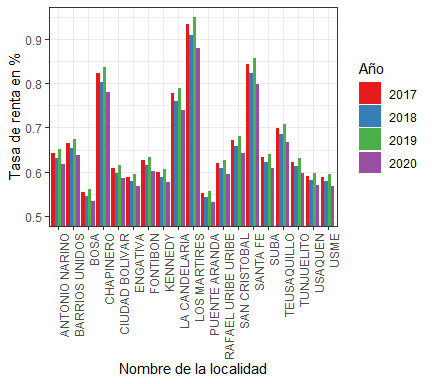 Tasa de renta en %
0.9
0.8
0.7
0.6
0.5
ANTONIO NARINO
BARRIOS UNIDOS
BOSA
CHAPINERO
CIUDAD BOLIVAR
ENGATIVA
FONTIBON
KENNEDY
LA CANDELARIA
LOS MARTIRES
PUENTE ARANDA
RAFAEL URIBE URIBE
SAN CRISTOBAL
SANTA FE
SUBA
TEUSAQUILLO
TUNJUELITO
USAQUEN
USME
Nombre de la localidad
Año
2017
2018
2019
2020